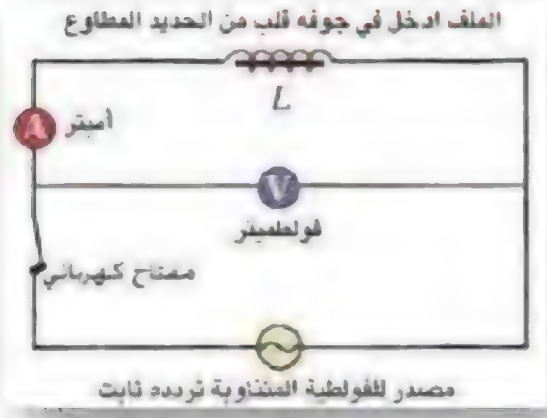 الملف ادخل في جوفه قلب من الحديد المطاوع
L
A
أميتر
V
فولطميتر
مفتاح كهربائي
مصدر للفولطية المتناوبة تردده ثابت